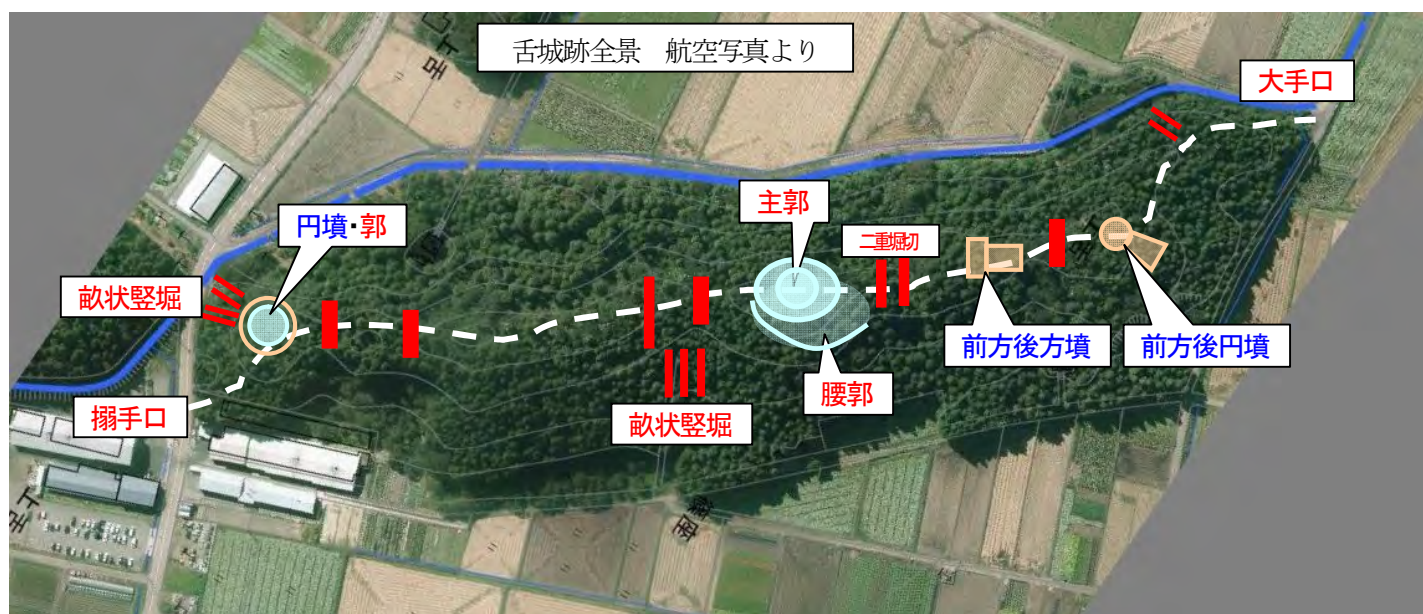 舌城跡全景　航空写真より
大手口
主郭
円墳・郭
二重堀切
畝状竪堀
前方後方墳
前方後円墳
腰郭
搦手口
畝状竪堀